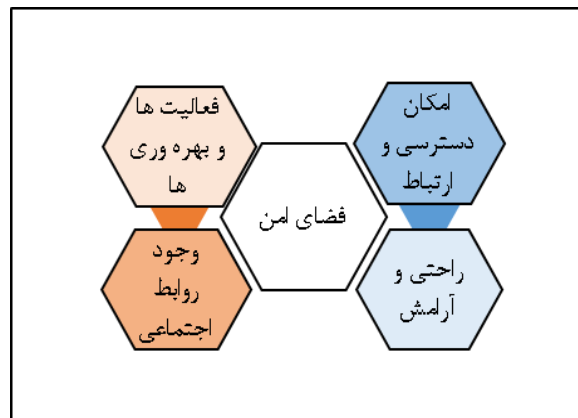 امکان
دسترسی و
ارتباط
فعالیت ها
و بهره وری
ها
فضای امن
راحتی و
آرامش
وجود
روابط
اجتماعی